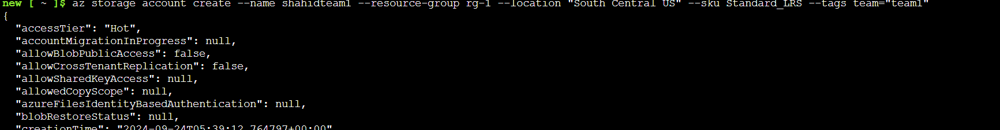 new [ ~ ]$ az storage account create --name shahidteam1 --resource-group rg-1 --location "South Central US" --sku Standard_LRS --tags team="team1"
{
  "accessTier": "Hot",
  "accountMigrationInProgress": null,
  "allowBlobPublicAccess": false,
  "allowCrossTenantReplication": false,
  "allowSharedKeyAccess": null,
  "allowedCopyScope": null,
  "azureFilesIdentityBasedAuthentication": null,
  "blobRestoreStatus": null,
  "creationTime": "2024-09-24T05:39:12.764797+00:00"